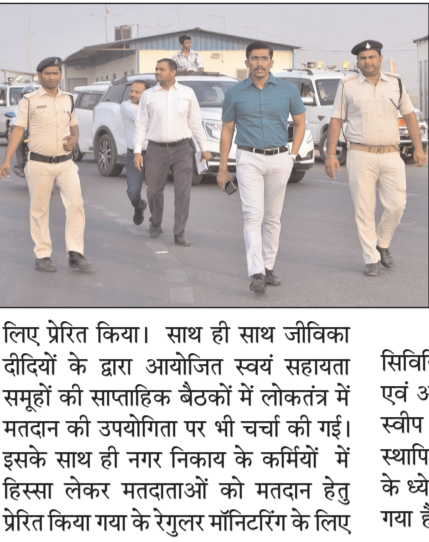 लिए प्रेरित किया। साथ ही साथ जीविका
दीदियों के द्वारा आयोजित स्वयं सहायता
समूहों की साप्ताहिक बैठकों में लोकतंत्र में
मतदान की उपयोगिता पर भी चर्चा की गई।
इसके साथ ही नगर निकाय के कर्मियों में
हिस्सा लेकर मतदाताओं को मतदान हेतु
प्रेरित किया गया के रेगुलर मॉनिटरिंग के लिए
एवं
स्वीप
के
गया